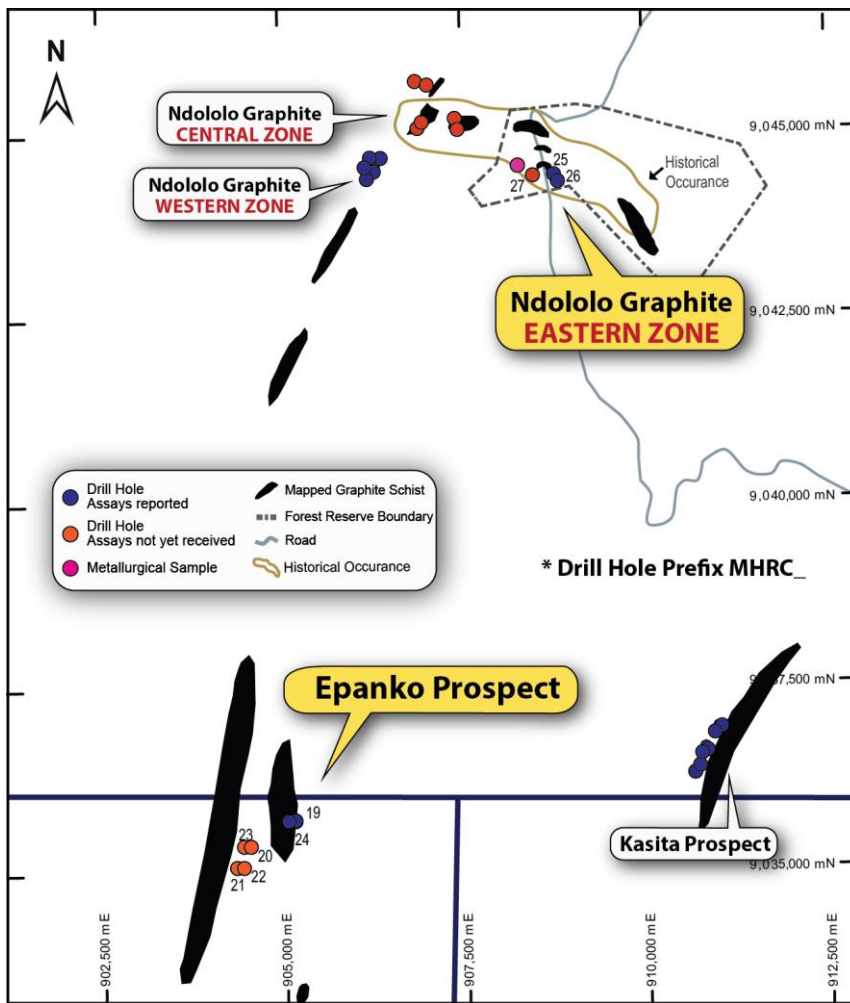 N
Ndololo Graphite
CENTRAL ZONE
Ndololo Graphite
WESTERN ZONE
9,045,000 mN
25
26
27
Historical
Occurance
Ndololo Graphite
EASTERN ZONE
9,042,500 mN
Drill Hole
Assays reported
Drill Hole
Assays not yet received
Metallurgical Sample
Mapped Graphite Schist
Forest Reserve Boundary
Road
Historical Occurance
9,040,000 mN
* Drill Hole Prefix MHRC_
Epanko Prospect
37,500 mN
19
24
23
20
21
22
Kasita Prospect
9,035,000 mN
902,500 mE
905,000 mE
907,500 mE
910,000 mE
912,500 mE